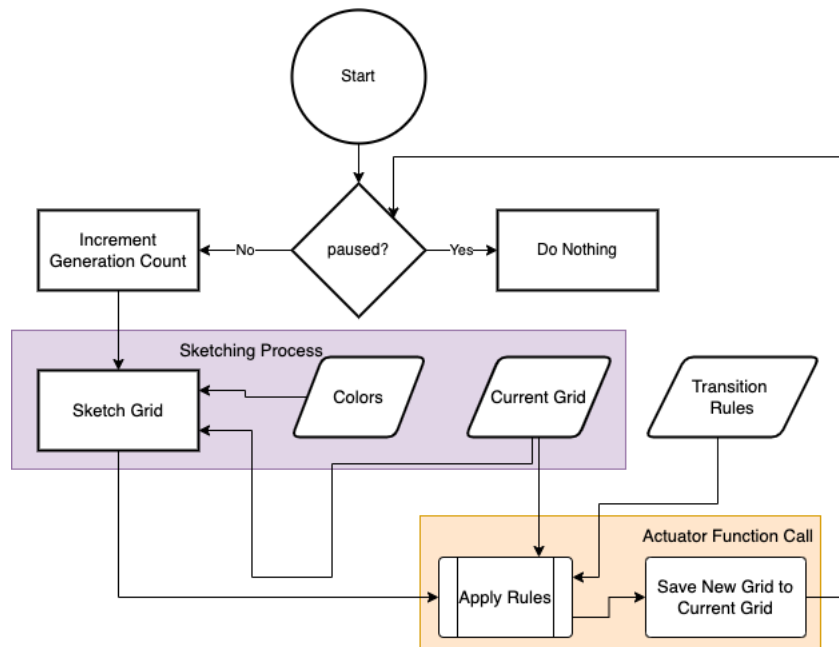 Start
paused?
No
Yes
Increment
Generation Count
Do Nothing
Sketching Process
Sketch Grid
Colors
Current Grid
Transition
Rules
Actuator Function Call
Apply Rules
Save New Grid to
Current Grid